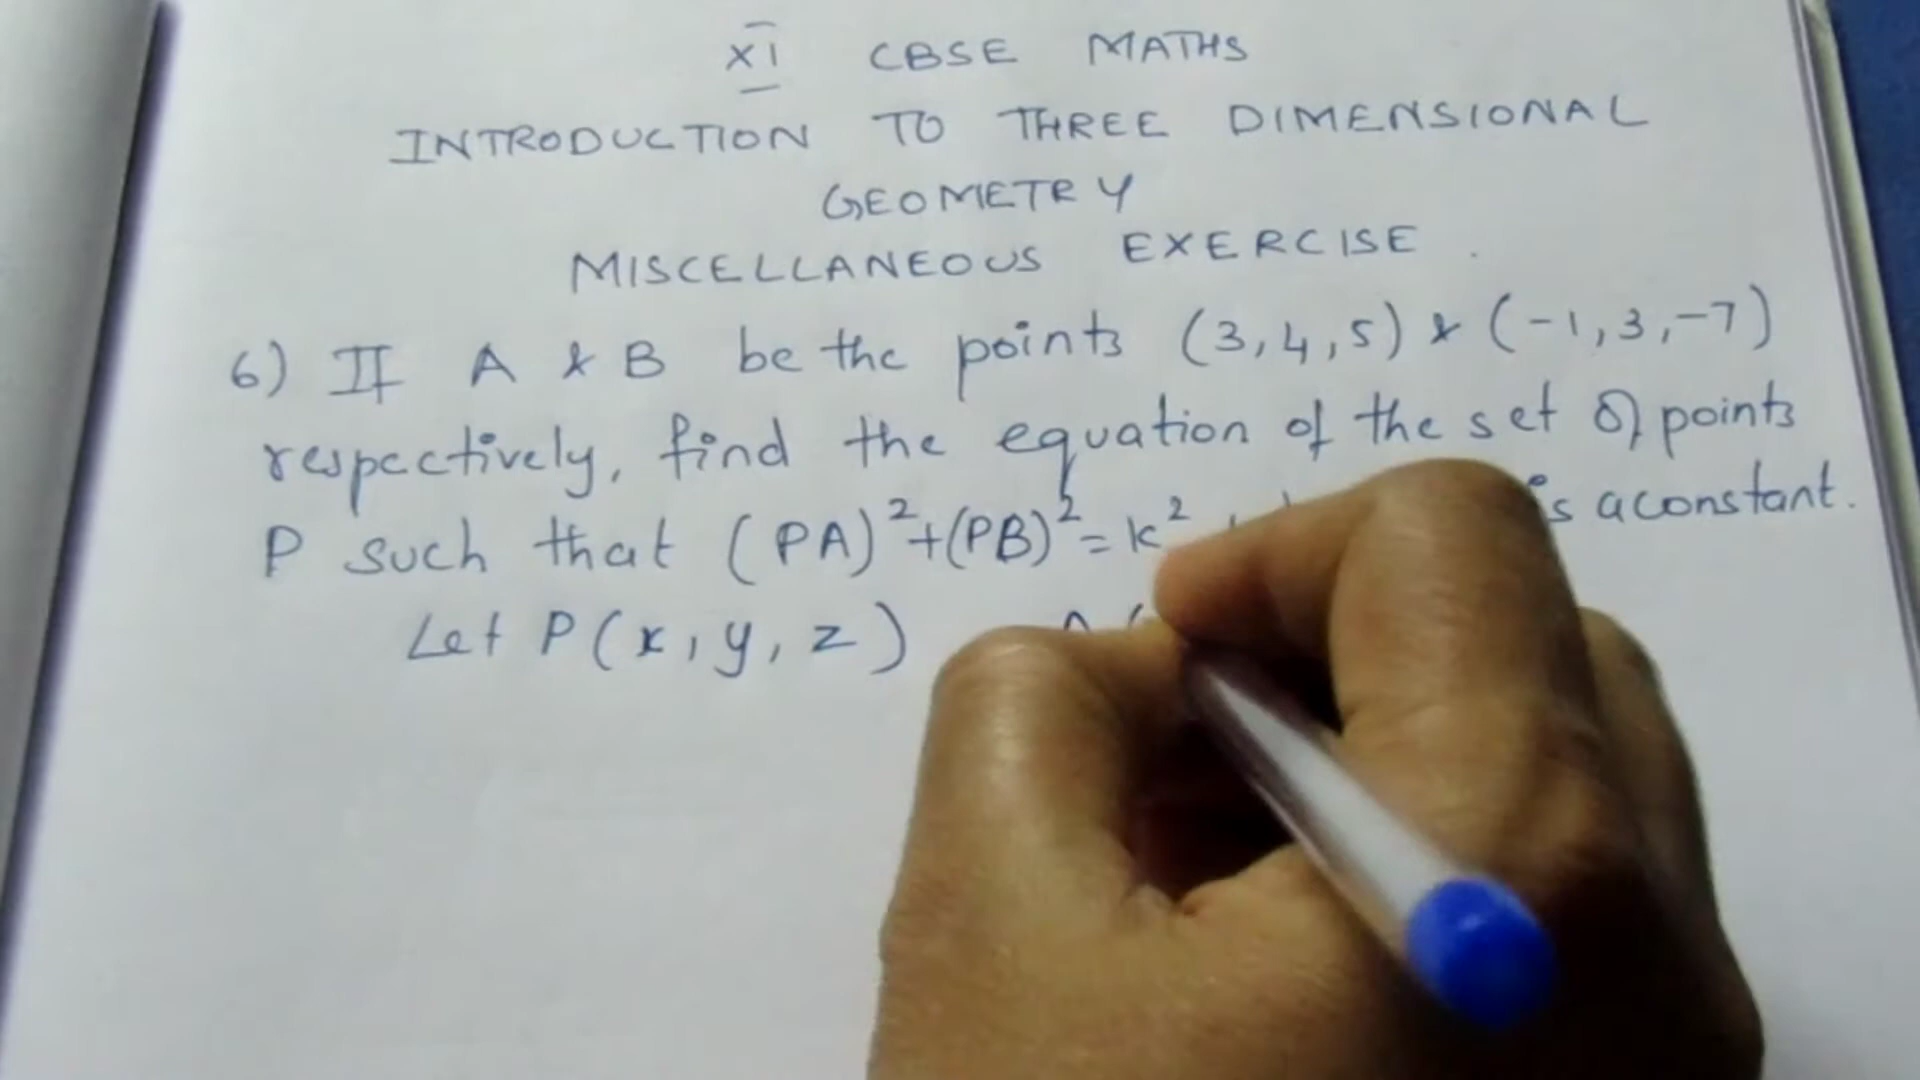 XI CBSE MATHS
INTRODUCTION TO THREE DIMENSIONAL
GEOMETRY
MISCELLANEOUS EXERCISE.
6) If A & B be the points (3,4,5) & (-1,3,-7)
respectively, find the equation of the set of points
P such that (PA)²+(PB)²=k² is a constant.
Let P(x,y,z) A(